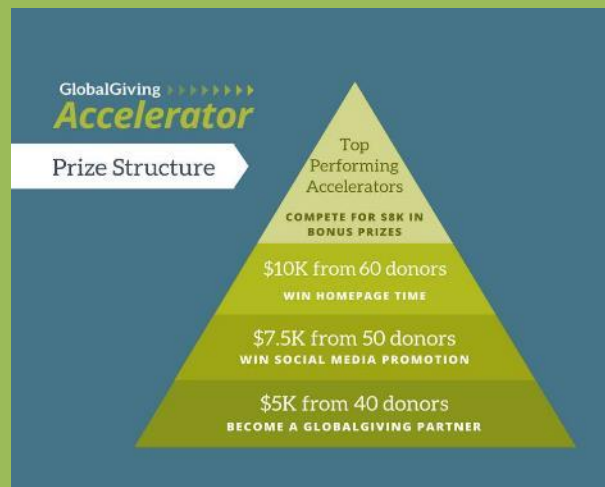 GlobalGiving
Accelerator
Prize Structure
Top
Performing
Accelerators
COMPETE FOR $8K IN
BONUS PRIZES
$10K from 60 donors
WIN HOMEPAGE TIME
$7.5K from 50 donors
WIN SOCIAL MEDIA PROMOTION
$5K from 40 donors
BECOME A GLOBALGIVING PARTNER